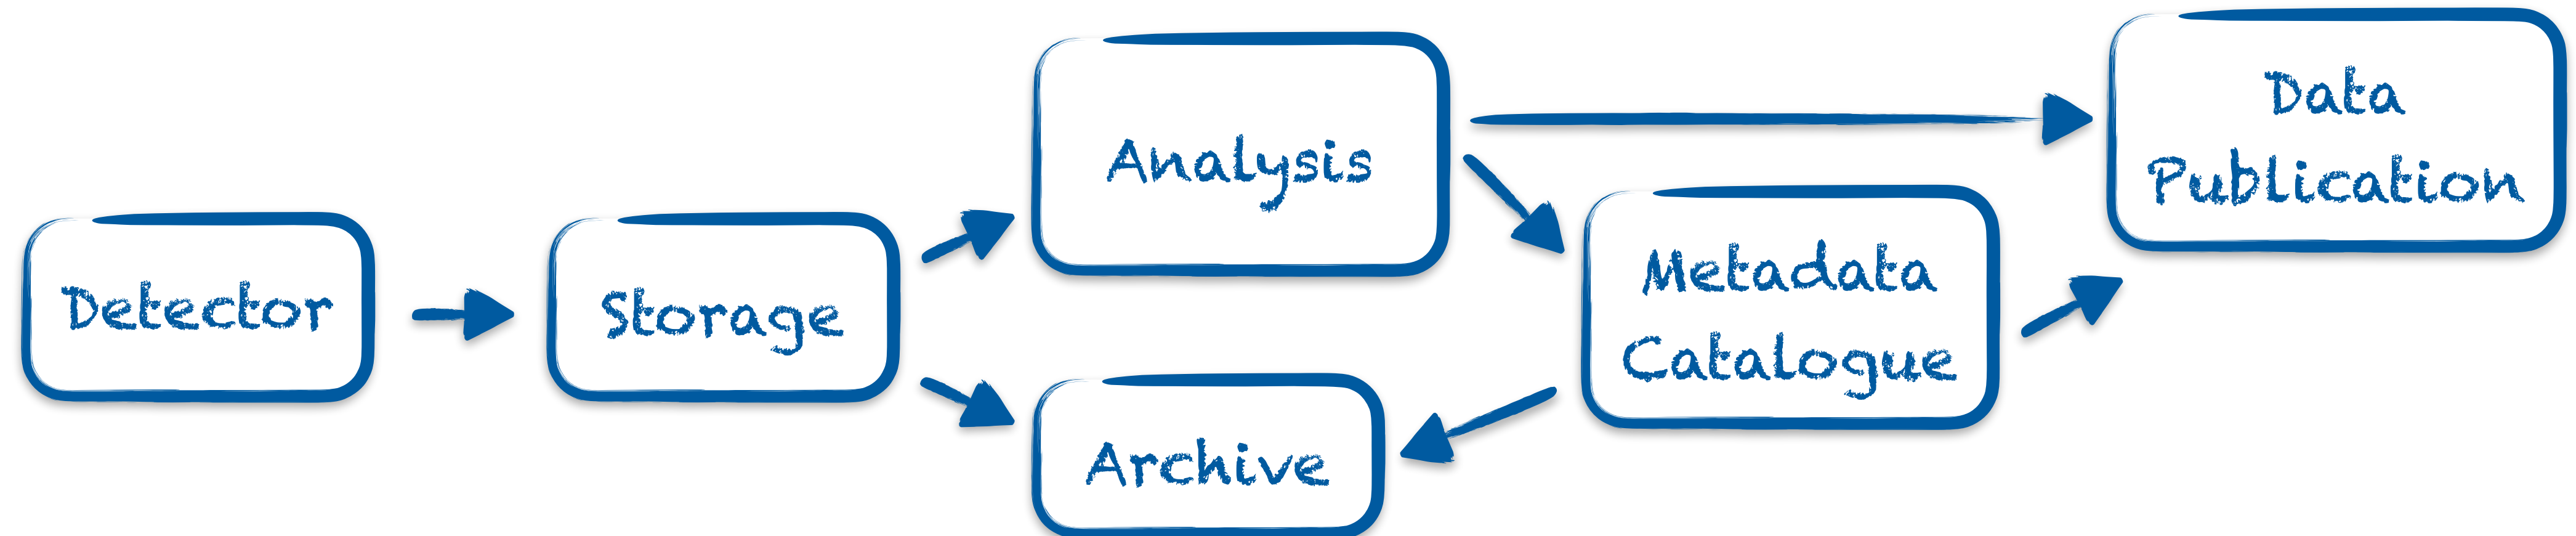 Detector
Storage
Analysis
Archive
Metadata
Catalogue
Data
Publication